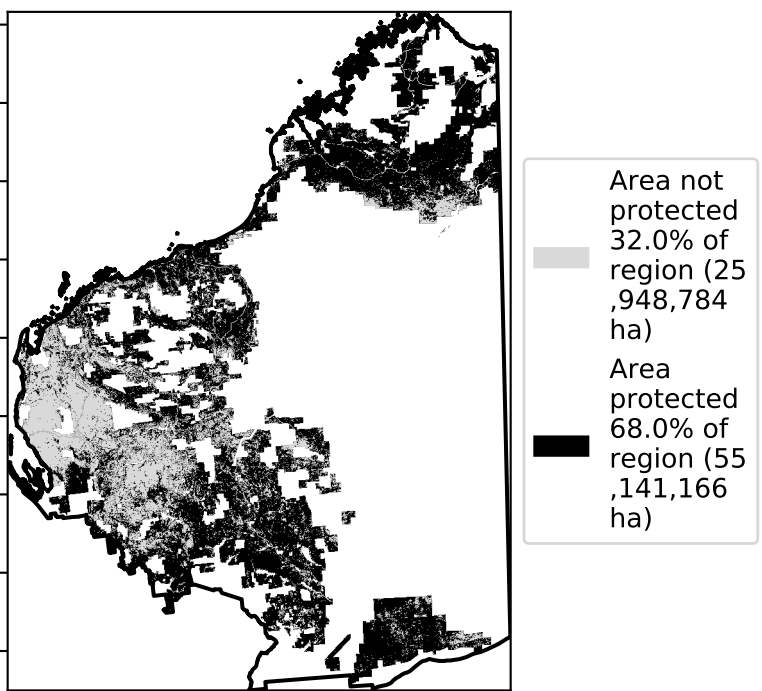 Area not
protected
32.0% of
region (25
,948,784
ha)
Area
protected
68.0% of
region (55
,141,166
ha)